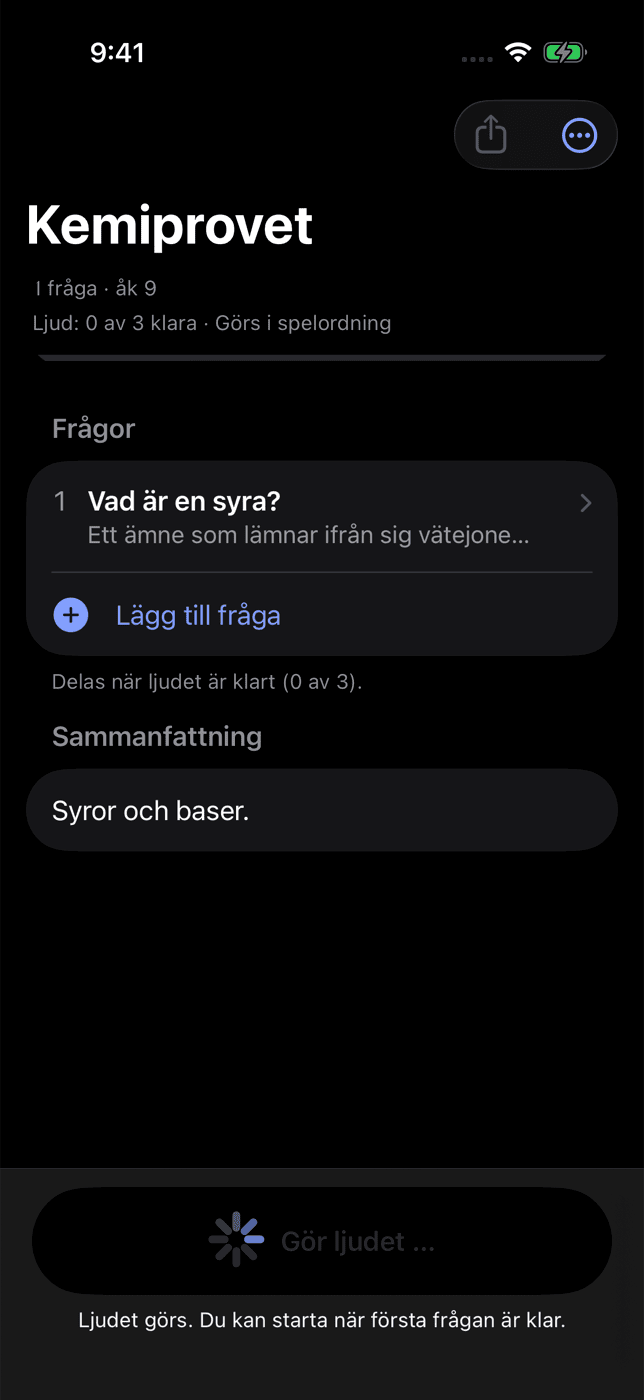 9:41
Kemiprovet
I fråga · åk 9
Ljud: 0 av 3 klara · Görs i spelordning
Frågor
1 Vad är en syra?
Ett ämne som lämnar ifrån sig vätejone...
Lägg till fråga
Delas när ljudet är klart (0 av 3).
Sammanfattning
Syror och baser.
Gör ljudet ...
Ljudet görs. Du kan starta när första frågan är klar.